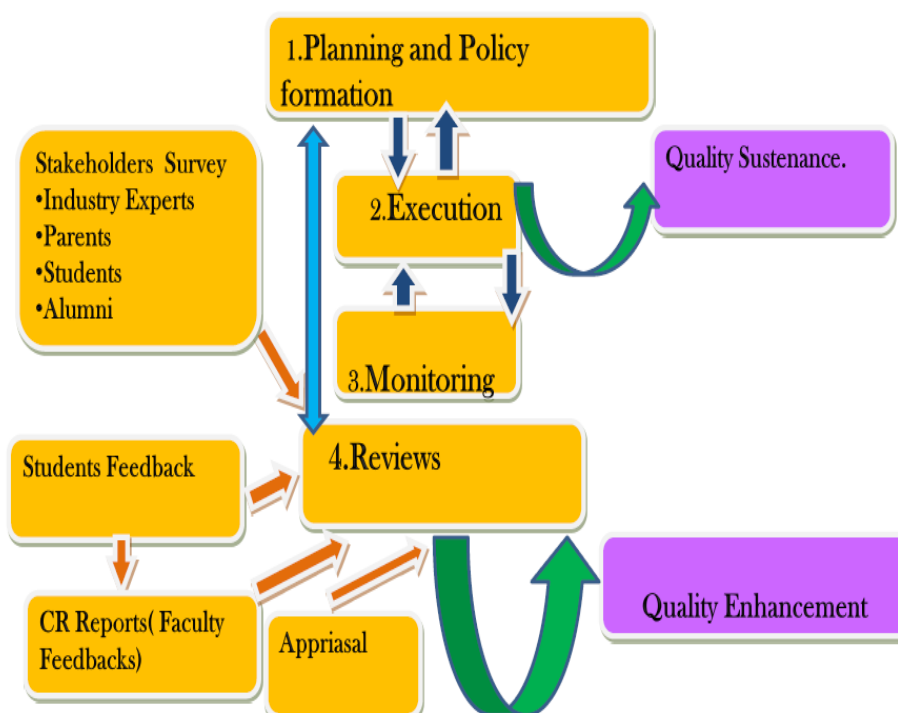 1.Planning and Policy
formation
Stakeholders Survey
•Industry Experts
•Parents
•Students
•Alumni
Quality Sustenance.
2.Execution
3.Monitoring
4.Reviews
Students Feedback
CR Reports( Faculty
Feedbacks)
Appriasal
Quality Enhancement